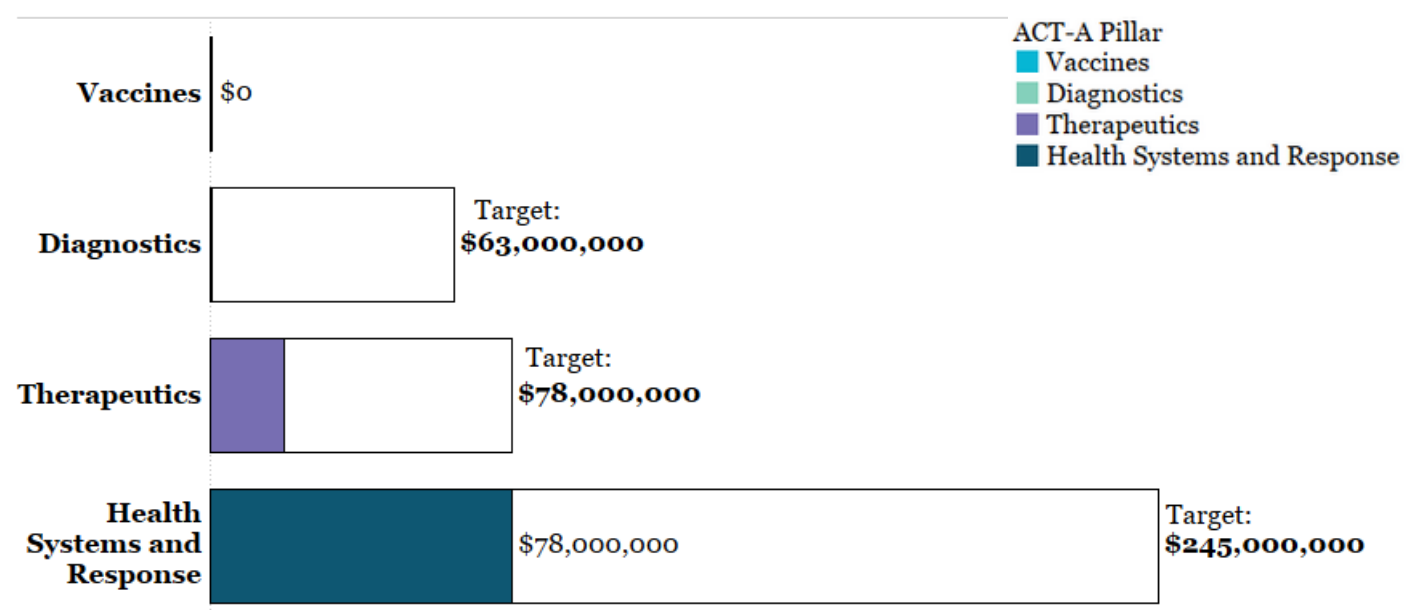 ACT-A Pillar
Vaccines
Diagnostics
Therapeutics
Health Systems and Response
Vaccines $0
Diagnostics
Target:
$63,000,000
Therapeutics
Target:
$78,000,000
Health
Systems and
Response
$78,000,000
Target:
$245,000,000